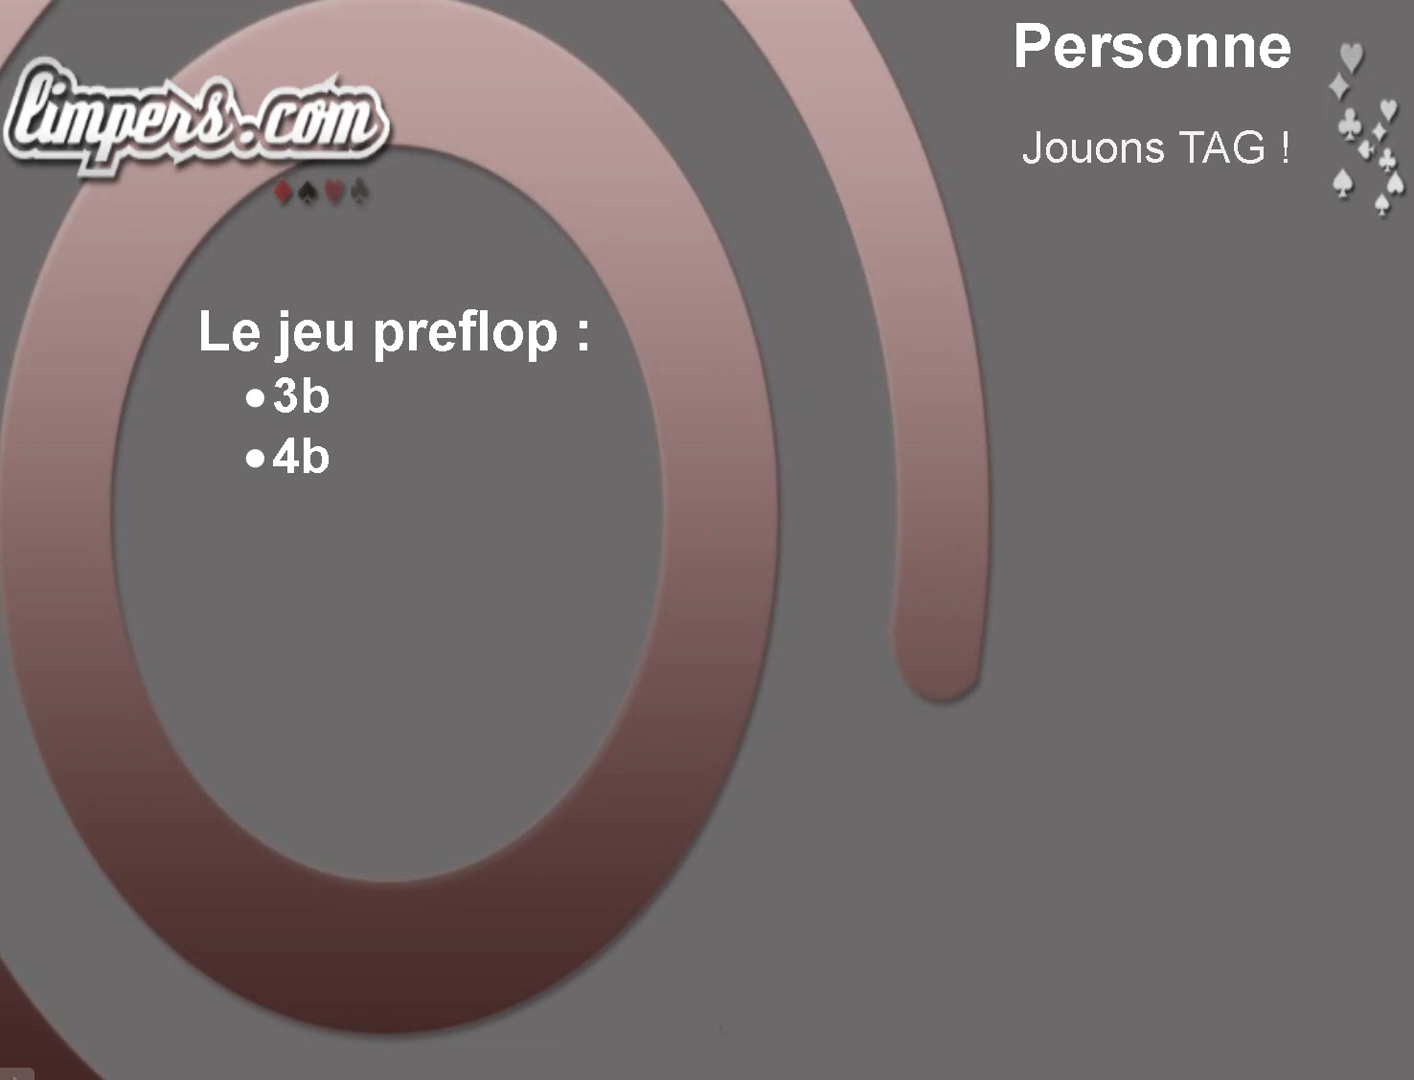 Personne
limpers.com
Jouons TAG !
Le jeu preflop :
•3b
•4b